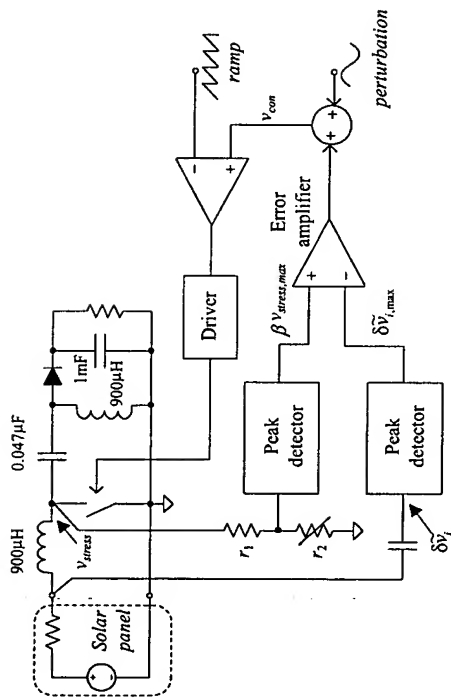 Solar
panel
900μH
v_stress
0.047μF
1mF
900μH
Driver
ramp
v_con
perturbation
Error
amplifier
β v_stress,max
δṽ_i,max
Peak
detector
Peak
detector
r_1
r_2
δṽ_i
+
-
-
+
+
-
+
+